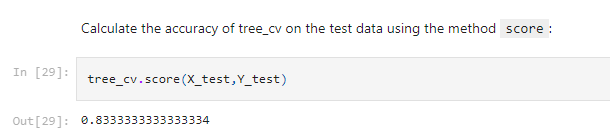 Calculate the accuracy of tree_cv on the test data using the method score :
In [29]: tree_cv.score(X_test,Y_test)
Out[29]: 0.8333333333333334